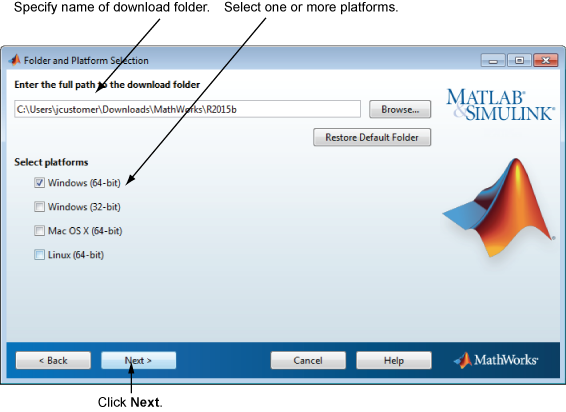 Specify name of download folder. Select one or more platforms.
Folder and Platform Selection
Enter the full path to the download folder
C:\Users\jcustomer\Downloads\MathWorks\R2015b
Browse...
MATLAB®
&SIMULINK®
Restore Default Folder
Select platforms
Windows (64-bit)
Windows (32-bit)
Mac OS X (64-bit)
Linux (64-bit)
< Back
Next >
Cancel
Help
MathWorks®
Click Next.